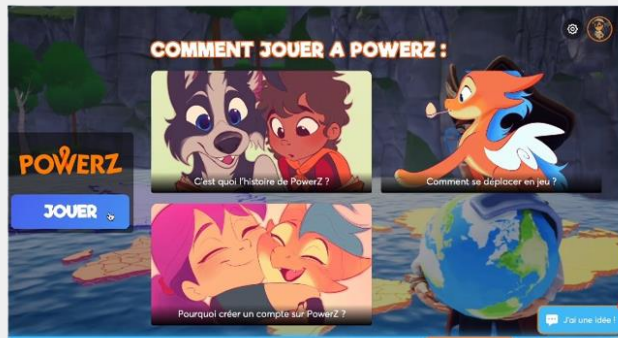 COMMENT JOUER A POWERZ :
POWERZ
JOUER
C'est quoi l'histoire de PowerZ ?
Comment se déplacer en jeu ?
Pourquoi créer un compte sur PowerZ ?
J'ai une idée !